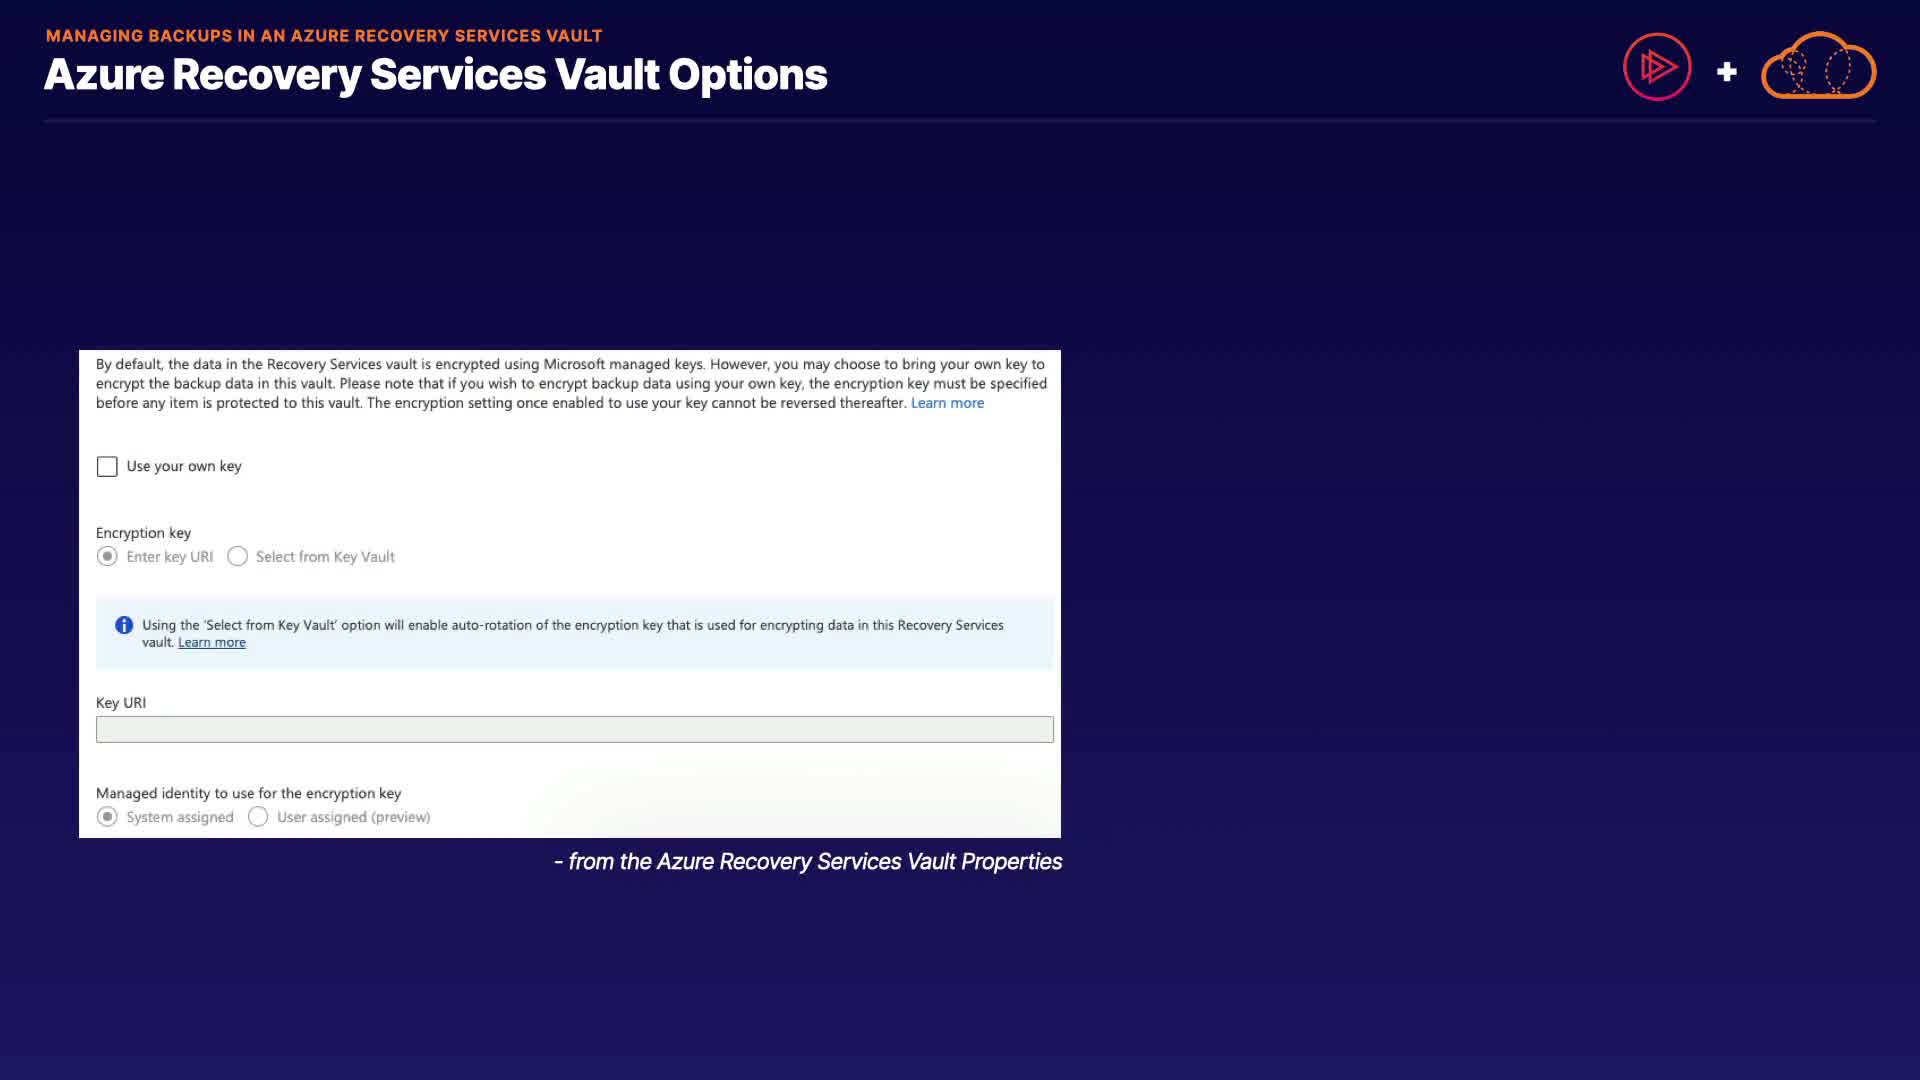 MANAGING BACKUPS IN AN AZURE RECOVERY SERVICES VAULT
Azure Recovery Services Vault Options
By default, the data in the Recovery Services vault is encrypted using Microsoft managed keys. However, you may choose to bring your own key to
encrypt the backup data in this vault. Please note that if you wish to encrypt backup data using your own key, the encryption key must be specified
before any item is protected to this vault. The encryption setting once enabled to use your key cannot be reversed thereafter. Learn more
Use your own key
Encryption key
Enter key URI Select from Key Vault
Using the 'Select from Key Vault' option will enable auto-rotation of the encryption key that is used for encrypting data in this Recovery Services
vault. Learn more
Key URI
Managed identity to use for the encryption key
System assigned User assigned (preview)
- from the Azure Recovery Services Vault Properties